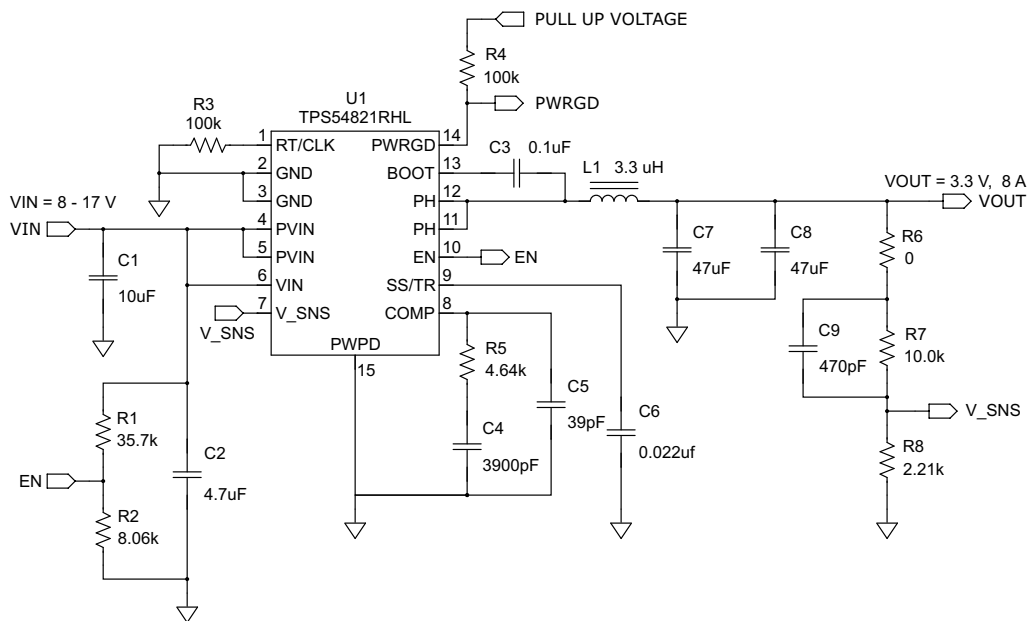 PULL UP VOLTAGE
R4
100k
PWRGD
U1
TPS54821RHL
R3
100k
1 RT/CLK
2 GND
3 GND
4 PVIN
5 PVIN
6 VIN
7 V_SNS
PWRGD 14
BOOT 13
PH 12
PH 11
EN 10
SS/TR 9
COMP 8
PWPD
15
C3 0.1uF
L1 3.3 uH
VOUT = 3.3 V, 8 A
VOUT
VIN = 8 - 17 V
VIN
C1
10uF
V_SNS
EN
C7
47uF
C8
47uF
R6
0
C9
470pF
R7
10.0k
V_SNS
R8
2.21k
R5
4.64k
C4
3900pF
C5
39pF
C6
0.022uf
R1
35.7k
EN
R2
8.06k
C2
4.7uF